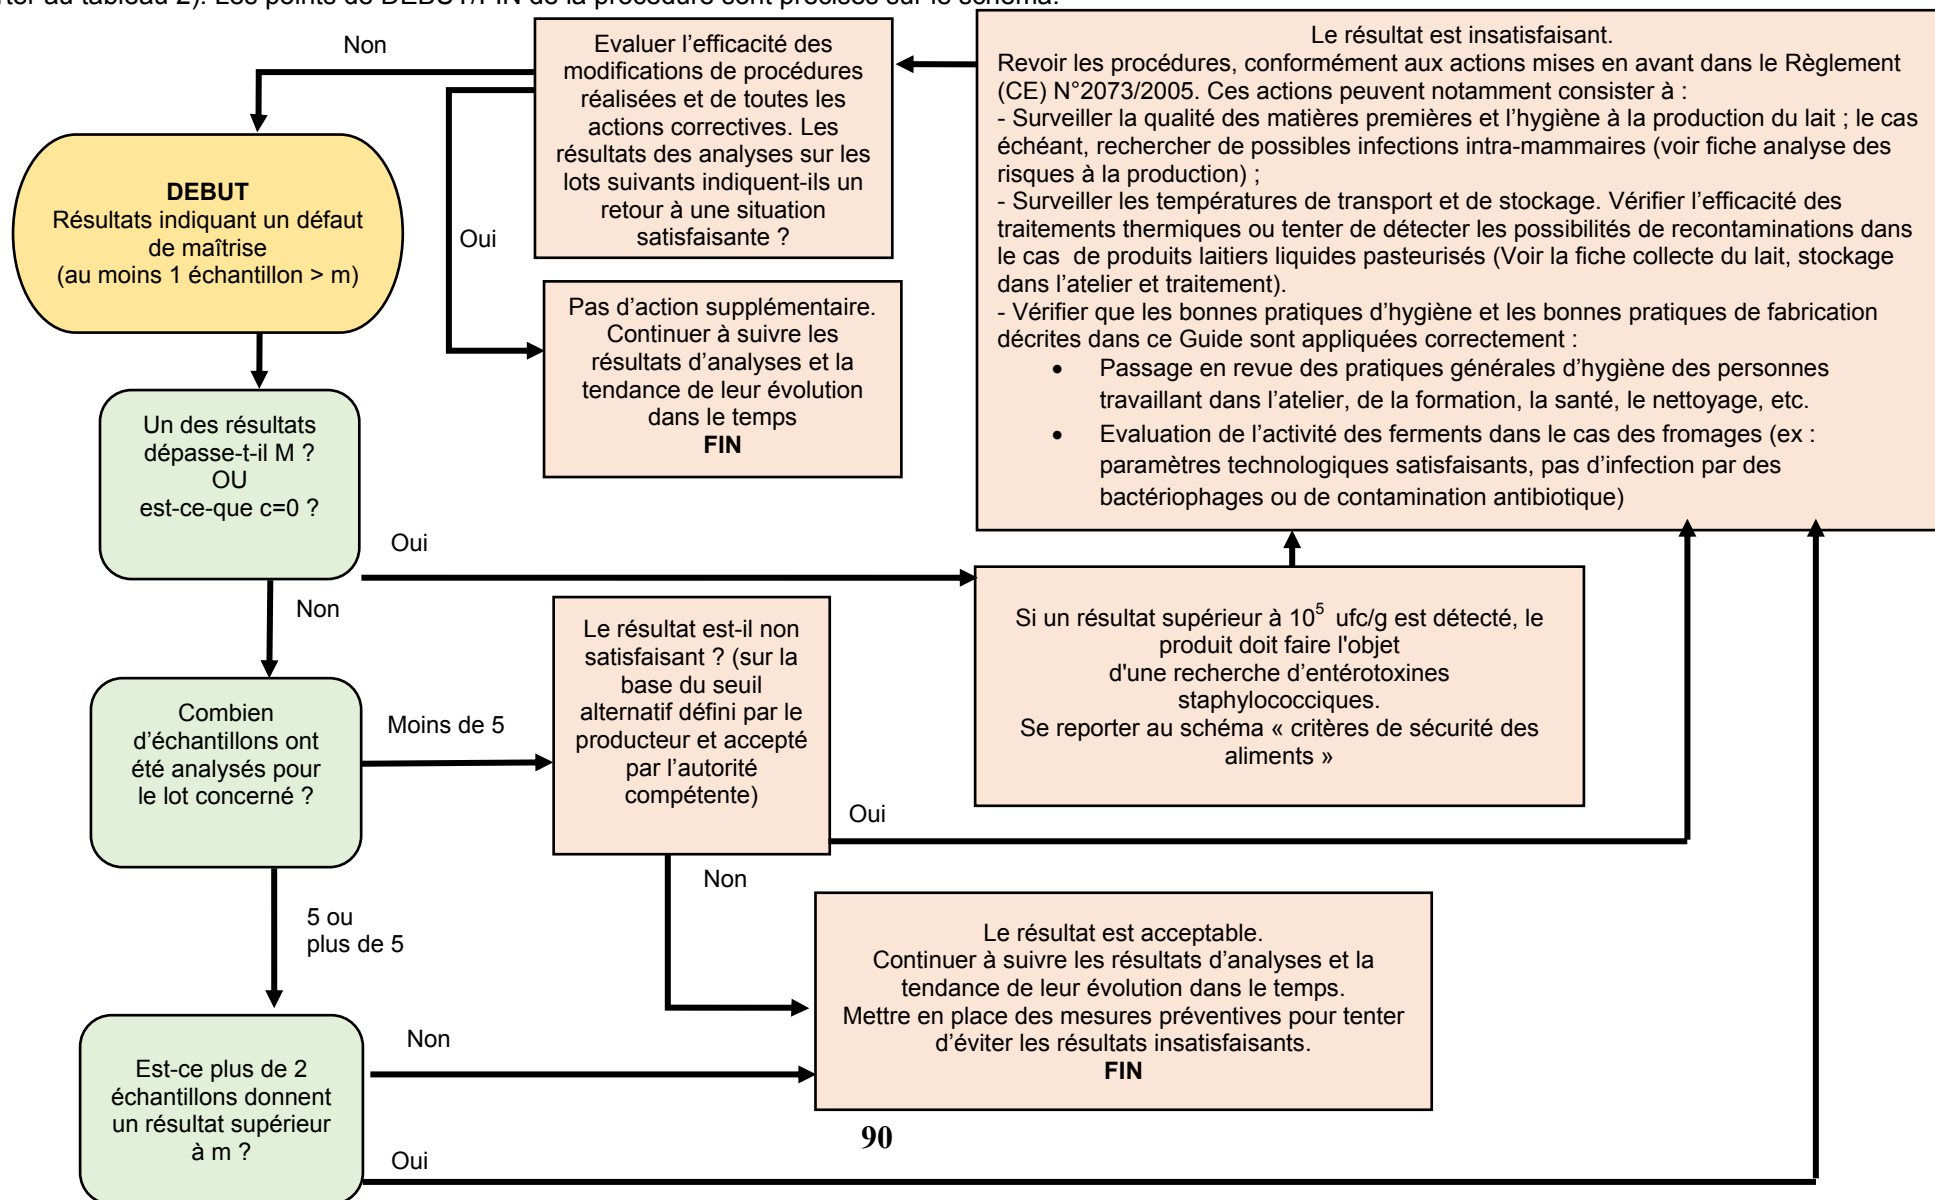 rter au tableau 2). Les points de DEBUT/FIN de la procédure sont précisés sur le schéma.
Non
Evaluer l’efficacité des
modifications de procédures
réalisées et de toutes les
actions correctives. Les
résultats des analyses sur les
lots suivants indiquent-ils un
retour à une situation
satisfaisante ?
Le résultat est insatisfaisant.
Revoir les procédures, conformément aux actions mises en avant dans le Règlement
(CE) N°2073/2005. Ces actions peuvent notamment consister à :
- Surveiller la qualité des matières premières et l’hygiène à la production du lait ; le cas
échéant, rechercher de possibles infections intra-mammaires (voir fiche analyse des
risques à la production) ;
- Surveiller les températures de transport et de stockage. Vérifier l’efficacité des
traitements thermiques ou tenter de détecter les possibilités de recontaminations dans
le cas de produits laitiers liquides pasteurisés (Voir la fiche collecte du lait, stockage
dans l’atelier et traitement).
- Vérifier que les bonnes pratiques d’hygiène et les bonnes pratiques de fabrication
décrites dans ce Guide sont appliquées correctement :
• Passage en revue des pratiques générales d’hygiène des personnes
travaillant dans l’atelier, de la formation, la santé, le nettoyage, etc.
• Evaluation de l’activité des ferments dans le cas des fromages (ex :
paramètres technologiques satisfaisants, pas d’infection par des
bactériophages ou de contamination antibiotique)
DEBUT
Résultats indiquant un défaut
de maîtrise
(au moins 1 échantillon > m)
Oui
Pas d’action supplémentaire.
Continuer à suivre les
résultats d’analyses et la
tendance de leur évolution
dans le temps
FIN
Un des résultats
dépasse-t-il M ?
OU
est-ce-que c=0 ?
Oui
Non
Si un résultat supérieur à 10⁵ ufc/g est détecté, le
produit doit faire l'objet
d'une recherche d’entérotoxines
staphylococciques.
Se reporter au schéma « critères de sécurité des
aliments »
Le résultat est-il non
satisfaisant ? (sur la
base du seuil
alternatif défini par le
producteur et accepté
par l’autorité
compétente)
Combien
d’échantillons ont
été analysés pour
le lot concerné ?
Moins de 5
Oui
Non
5 ou
plus de 5
Le résultat est acceptable.
Continuer à suivre les résultats d’analyses et la
tendance de leur évolution dans le temps.
Mettre en place des mesures préventives pour tenter
d’éviter les résultats insatisfaisants.
FIN
Est-ce plus de 2
échantillons donnent
un résultat supérieur
à m ?
Non
Oui
90